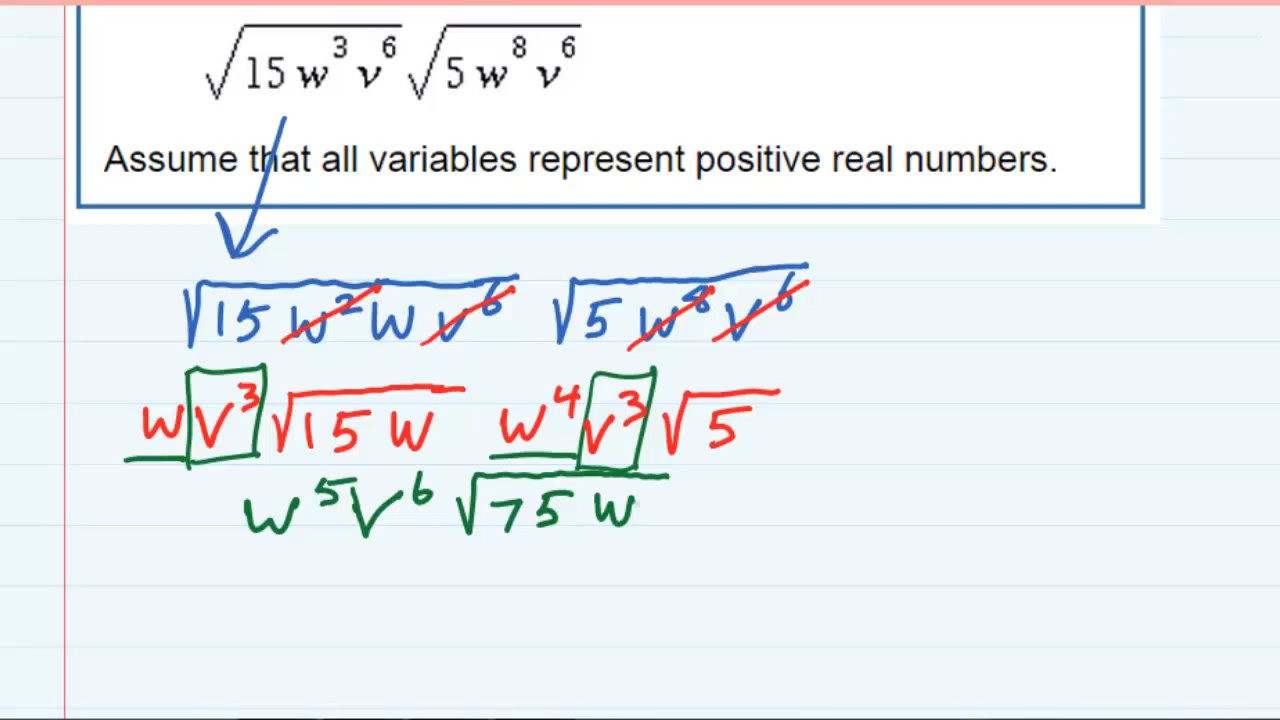 √15w³v⁶ √5w⁸v⁶
Assume that all variables represent positive real numbers.
√15w²wv⁶ √5w⁸v⁶
wv³√15w w⁴v³√5
w⁵v⁶√75w